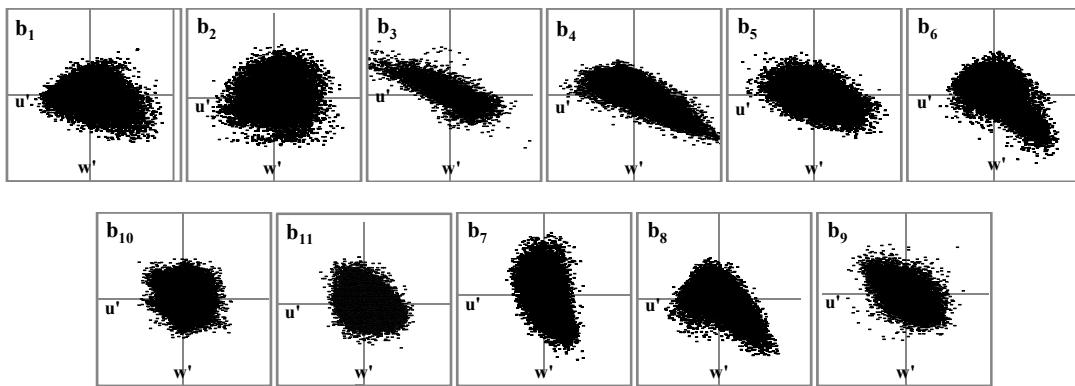 b1 b2 b3 b4 b5 b6
u' u' u' u' u' u'
w' w' w' w' w' w'
b10 b11 b7 b8 b9
u' u' u' u' u'
w' w' w' w' w'